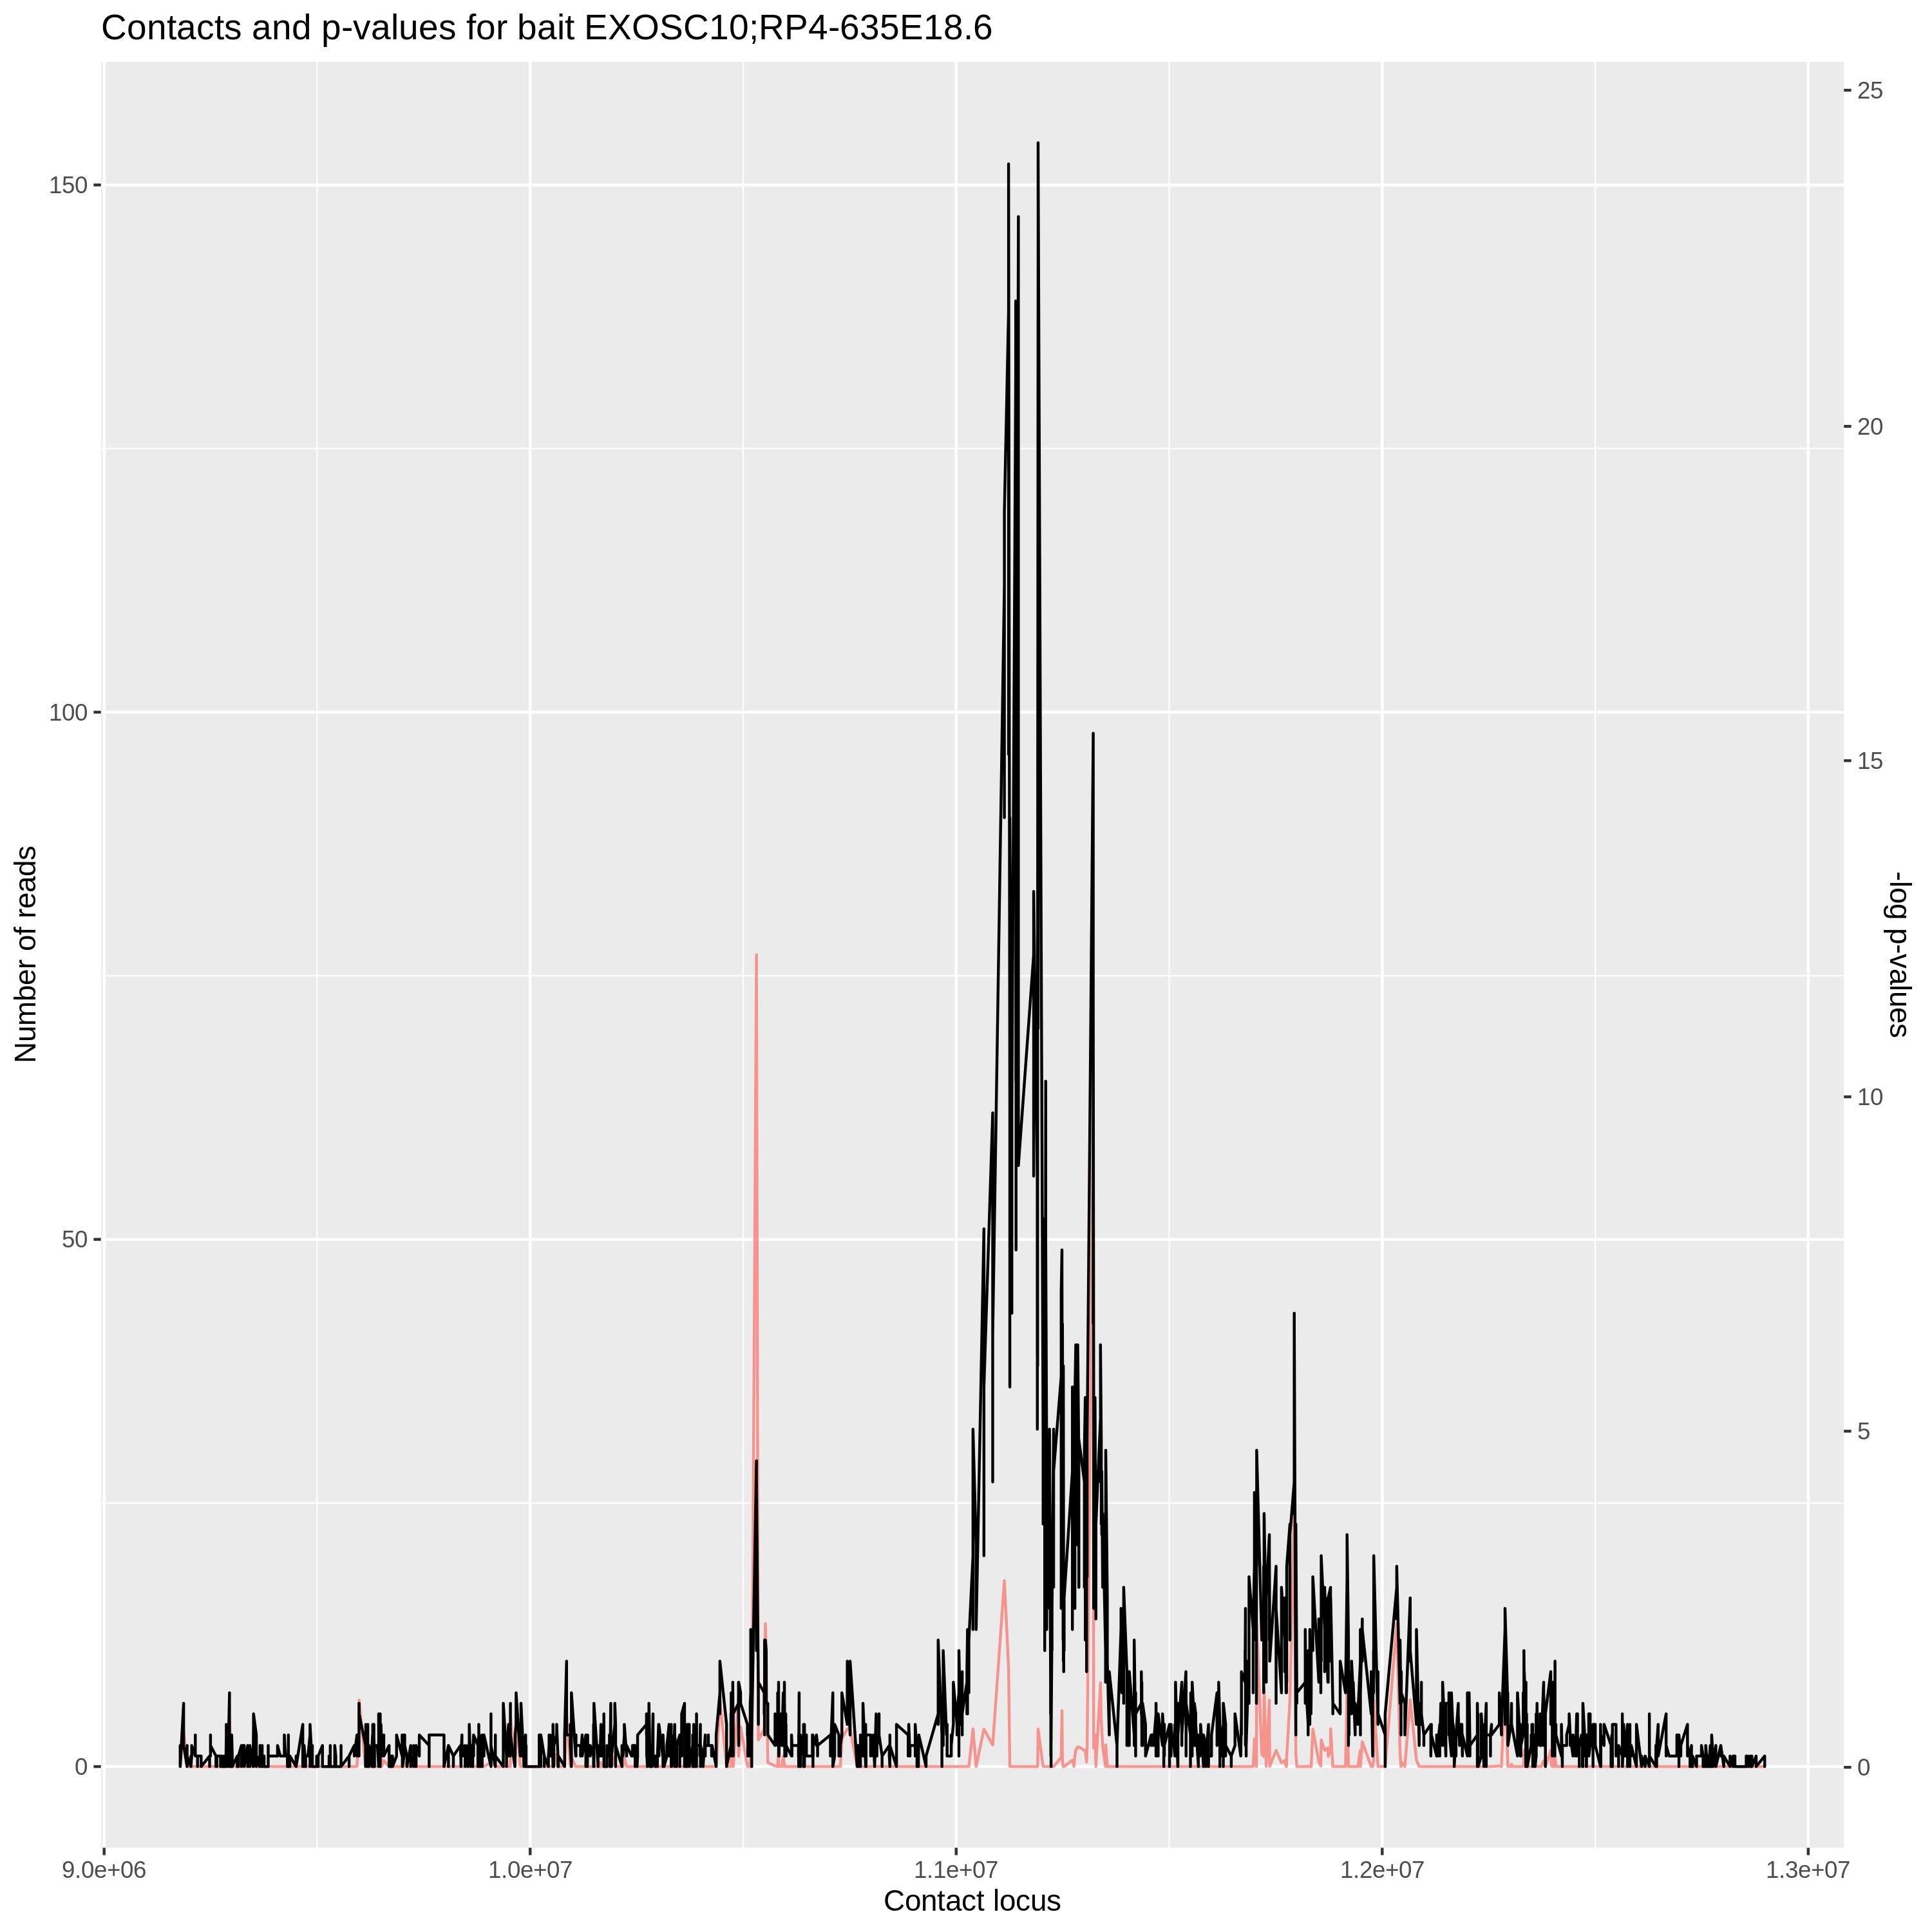 Contacts and p-values for bait EXOSC10;RP4-635E18.6
150
100
50
0
Number of reads
25
20
15
10
5
0
-log p-values
9.0e+06 1.0e+07 1.1e+07 1.2e+07 1.3e+07
Contact locus